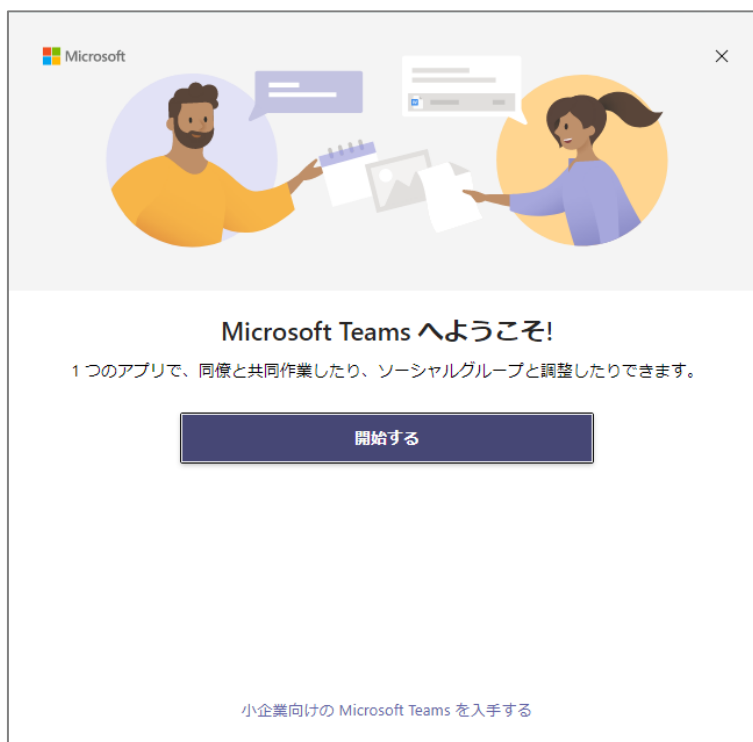 Microsoft
Microsoft Teams へようこそ!
1 つのアプリで、同僚と共同作業したり、ソーシャルグループと調整したりできます。
開始する
小企業向けの Microsoft Teams を入手する